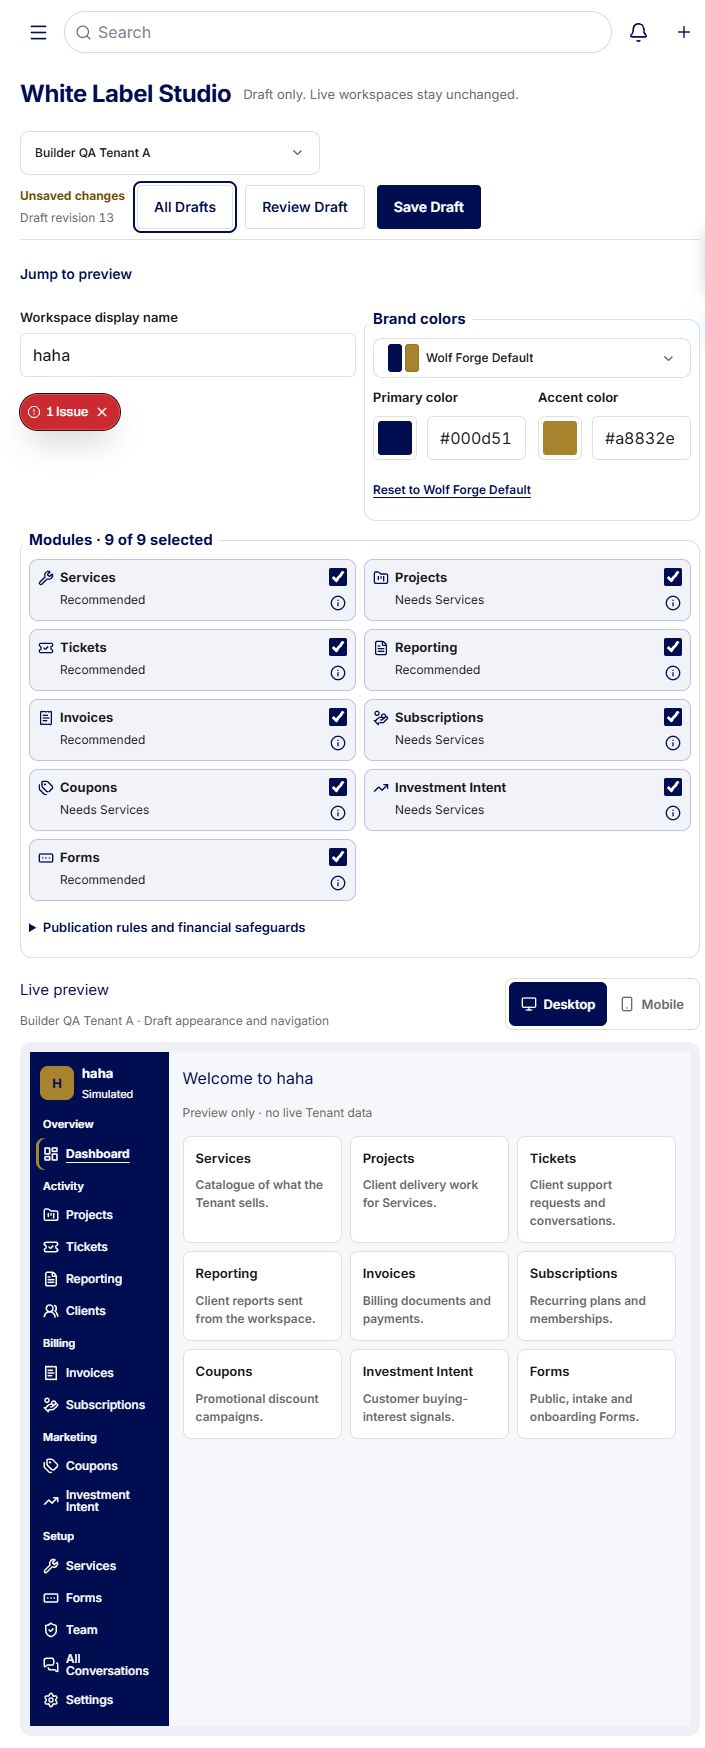 Search
White Label Studio
Draft only. Live workspaces stay unchanged.
Builder QA Tenant A
Unsaved changes
Draft revision 13
All Drafts
Review Draft
Save Draft
Jump to preview
Workspace display name
haha
1 Issue
Brand colors
Wolf Forge Default
Primary color
Accent color
#000d51
#a8832e
Reset to Wolf Forge Default
Modules · 9 of 9 selected
Services
Recommended
Projects
Needs Services
Tickets
Recommended
Reporting
Recommended
Invoices
Recommended
Subscriptions
Needs Services
Coupons
Needs Services
Investment Intent
Needs Services
Forms
Recommended
Publication rules and financial safeguards
Live preview
Builder QA Tenant A · Draft appearance and navigation
Desktop
Mobile
H
haha
Simulated
Overview
Dashboard
Activity
Projects
Tickets
Reporting
Clients
Billing
Invoices
Subscriptions
Marketing
Coupons
Investment
Intent
Setup
Services
Forms
Team
All
Conversations
Settings
Welcome to haha
Preview only · no live Tenant data
Services
Catalogue of what the
Tenant sells.
Projects
Client delivery work
for Services.
Tickets
Client support
requests and
conversations.
Reporting
Client reports sent
from the workspace.
Invoices
Billing documents and
payments.
Subscriptions
Recurring plans and
memberships.
Coupons
Promotional discount
campaigns.
Investment Intent
Customer buying-
interest signals.
Forms
Public, intake and
onboarding Forms.